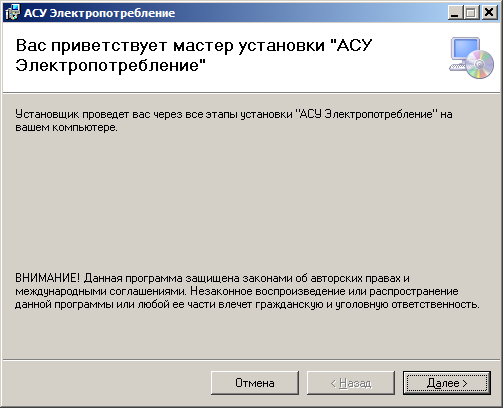 АСУ Электропотребление
Вас приветствует мастер установки "АСУ
Электропотребление"
Установщик проведет вас через все этапы установки "АСУ Электропотребление" на
вашем компьютере.
ВНИМАНИЕ! Данная программа защищена законами об авторских правах и
международными соглашениями. Незаконное воспроизведение или распространение
данной программы или любой ее части влечет гражданскую и уголовную ответственность.
Отмена
< Назад
Далее >